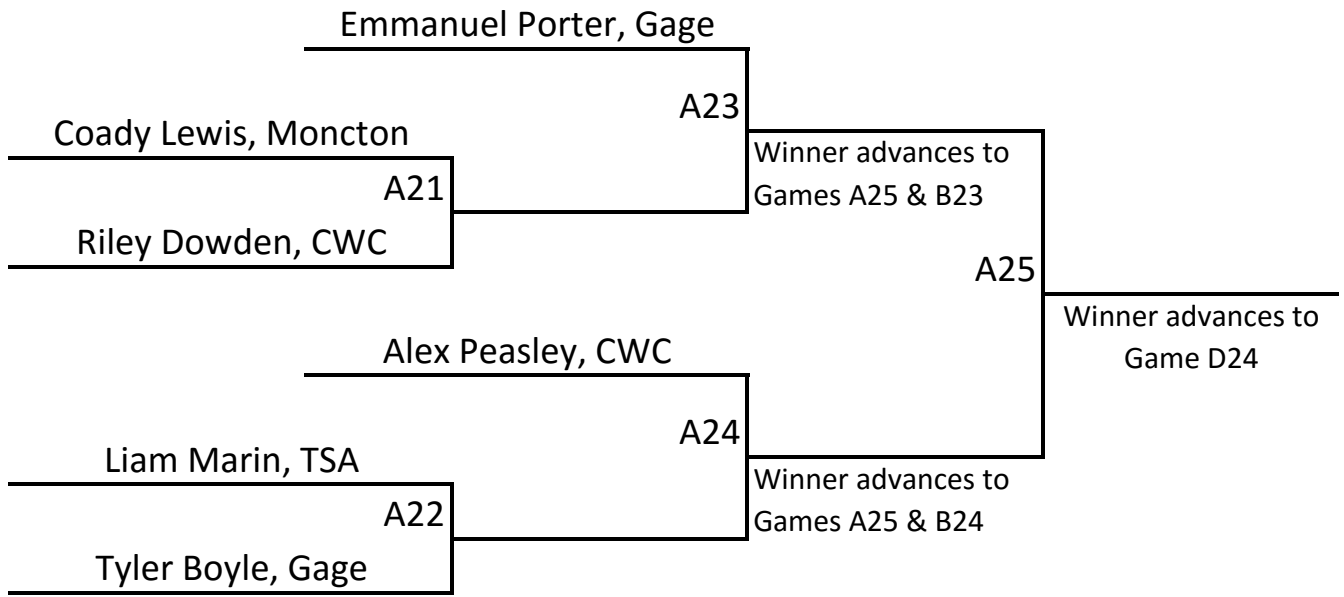 Emmanuel Porter, Gage
A23
Coady Lewis, Moncton
Winner advances to
Games A25 & B23
A21
Riley Dowden, CWC
A25
Winner advances to
Game D24
Alex Peasley, CWC
A24
Liam Marin, TSA
Winner advances to
Games A25 & B24
A22
Tyler Boyle, Gage